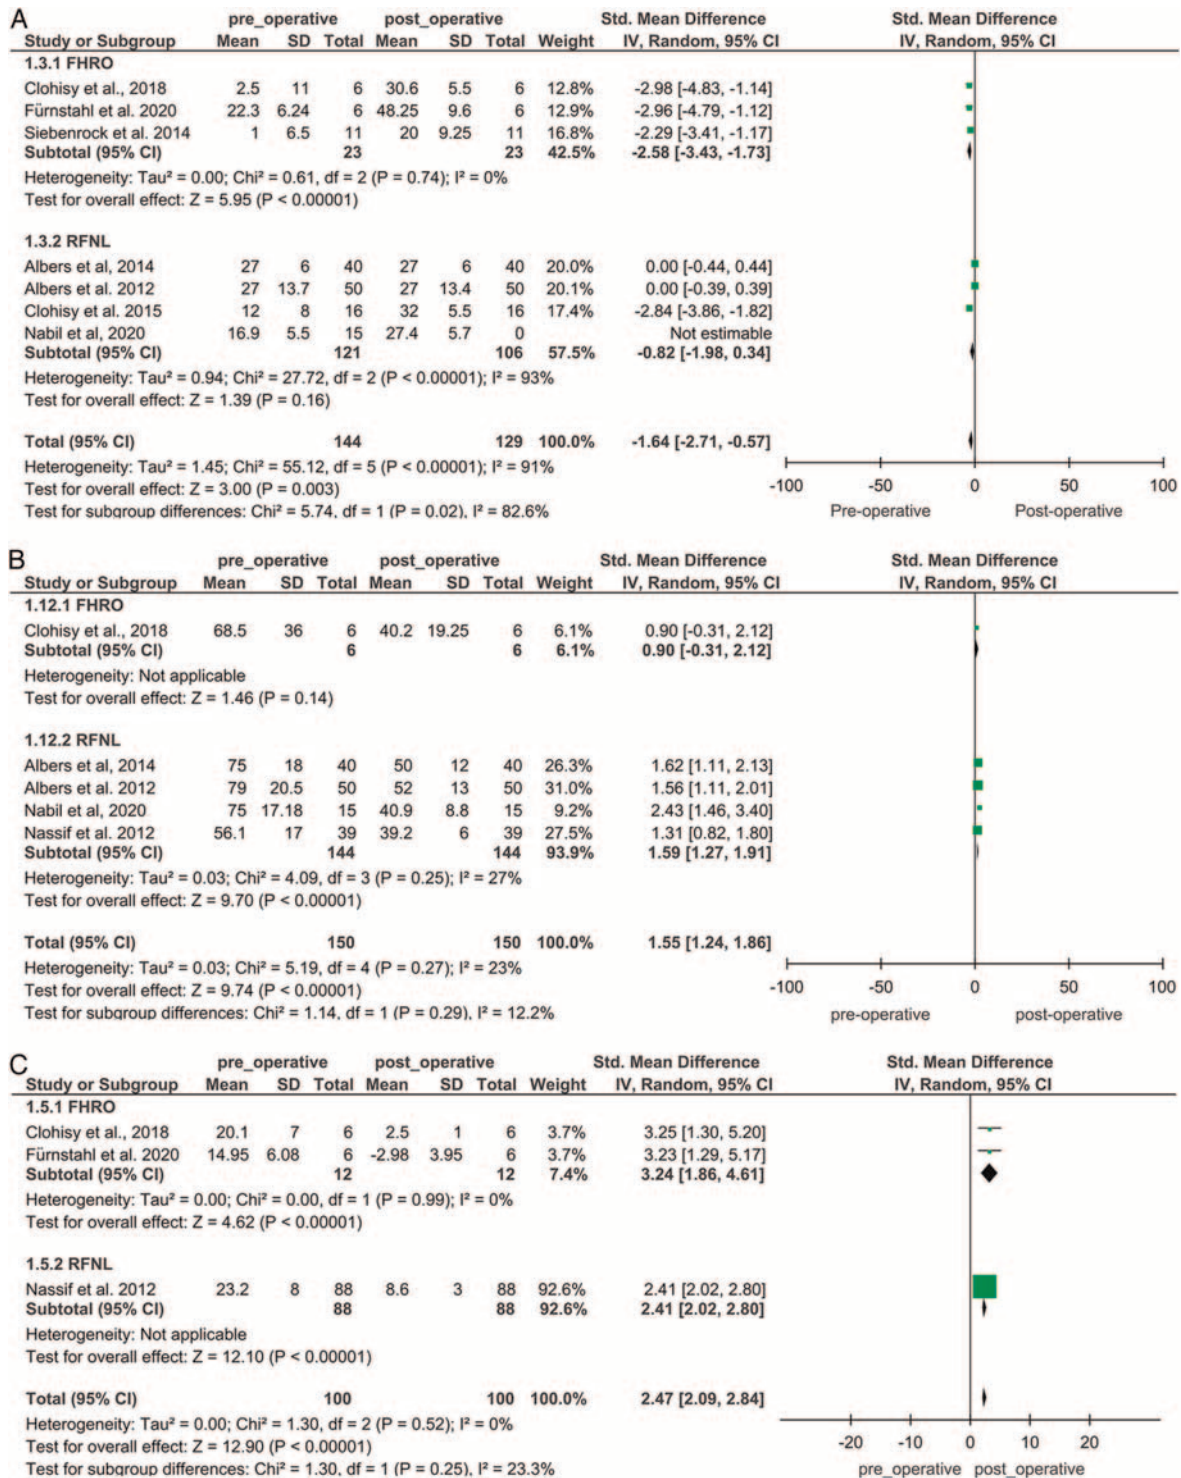 A
pre_operative post_operative Std. Mean Difference Std. Mean Difference
Study or Subgroup Mean SD Total Mean SD Total Weight IV, Random, 95% CI IV, Random, 95% CI
1.3.1 FHRO
Clohisy et al., 2018 2.5 11 6 30.6 5.5 6 12.8% -2.98 [-4.83, -1.14]
Fürnstahl et al. 2020 22.3 6.24 6 48.25 9.6 6 12.9% -2.96 [-4.79, -1.12]
Siebenrock et al. 2014 1 6.5 11 20 9.25 11 16.8% -2.29 [-3.41, -1.17]
Subtotal (95% CI) 23 23 42.5% -2.58 [-3.43, -1.73]
Heterogeneity: Tau² = 0.00; Chi² = 0.61, df = 2 (P = 0.74); I² = 0%
Test for overall effect: Z = 5.95 (P < 0.00001)
1.3.2 RFNL
Albers et al, 2014 27 6 40 27 6 40 20.0% 0.00 [-0.44, 0.44]
Albers et al. 2012 27 13.7 50 27 13.4 50 20.1% 0.00 [-0.39, 0.39]
Clohisy et al. 2015 12 8 16 32 5.5 16 17.4% -2.84 [-3.86, -1.82]
Nabil et al, 2020 16.9 5.5 15 27.4 5.7 0 Not estimable
Subtotal (95% CI) 121 106 57.5% -0.82 [-1.98, 0.34]
Heterogeneity: Tau² = 0.94; Chi² = 27.72, df = 2 (P < 0.00001); I² = 93%
Test for overall effect: Z = 1.39 (P = 0.16)
Total (95% CI) 144 129 100.0% -1.64 [-2.71, -0.57]
Heterogeneity: Tau² = 1.45; Chi² = 55.12, df = 5 (P < 0.00001); I² = 91%
Test for overall effect: Z = 3.00 (P = 0.003)
Test for subgroup differences: Chi² = 5.74, df = 1 (P = 0.02), I² = 82.6%
-100 -50 0 50 100
Pre-operative Post-operative
B
pre_operative post_operative Std. Mean Difference Std. Mean Difference
Study or Subgroup Mean SD Total Mean SD Total Weight IV, Random, 95% CI IV, Random, 95% CI
1.12.1 FHRO
Clohisy et al., 2018 68.5 36 6 40.2 19.25 6 6.1% 0.90 [-0.31, 2.12]
Subtotal (95% CI) 6 6 6.1% 0.90 [-0.31, 2.12]
Heterogeneity: Not applicable
Test for overall effect: Z = 1.46 (P = 0.14)
1.12.2 RFNL
Albers et al, 2014 75 18 40 50 12 40 26.3% 1.62 [1.11, 2.13]
Albers et al. 2012 79 20.5 50 52 13 50 31.0% 1.56 [1.11, 2.01]
Nabil et al, 2020 75 17.18 15 40.9 8.8 15 9.2% 2.43 [1.46, 3.40]
Nassif et al. 2012 56.1 17 39 39.2 6 39 27.5% 1.31 [0.82, 1.80]
Subtotal (95% CI) 144 144 93.9% 1.59 [1.27, 1.91]
Heterogeneity: Tau² = 0.03; Chi² = 4.09, df = 3 (P = 0.25); I² = 27%
Test for overall effect: Z = 9.70 (P < 0.00001)
Total (95% CI) 150 150 100.0% 1.55 [1.24, 1.86]
Heterogeneity: Tau² = 0.03; Chi² = 5.19, df = 4 (P = 0.27); I² = 23%
Test for overall effect: Z = 9.74 (P < 0.00001)
Test for subgroup differences: Chi² = 1.14, df = 1 (P = 0.29), I² = 12.2%
-100 -50 0 50 100
pre-operative post-operative
C
pre_operative post_operative Std. Mean Difference Std. Mean Difference
Study or Subgroup Mean SD Total Mean SD Total Weight IV, Random, 95% CI IV, Random, 95% CI
1.5.1 FHRO
Clohisy et al., 2018 20.1 7 6 2.5 1 6 3.7% 3.25 [1.30, 5.20]
Fürnstahl et al. 2020 14.95 6.08 6 -2.98 3.95 6 3.7% 3.23 [1.29, 5.17]
Subtotal (95% CI) 12 12 7.4% 3.24 [1.86, 4.61]
Heterogeneity: Tau² = 0.00; Chi² = 0.00, df = 1 (P = 0.99); I² = 0%
Test for overall effect: Z = 4.62 (P < 0.00001)
1.5.2 RFNL
Nassif et al. 2012 23.2 8 88 8.6 3 88 92.6% 2.41 [2.02, 2.80]
Subtotal (95% CI) 88 88 92.6% 2.41 [2.02, 2.80]
Heterogeneity: Not applicable
Test for overall effect: Z = 12.10 (P < 0.00001)
Total (95% CI) 100 100 100.0% 2.47 [2.09, 2.84]
Heterogeneity: Tau² = 0.00; Chi² = 1.30, df = 2 (P = 0.52); I² = 0%
Test for overall effect: Z = 12.90 (P < 0.00001)
Test for subgroup differences: Chi² = 1.30, df = 1 (P = 0.25), I² = 23.3%
-20 -10 0 10 20
pre_operative post_operative